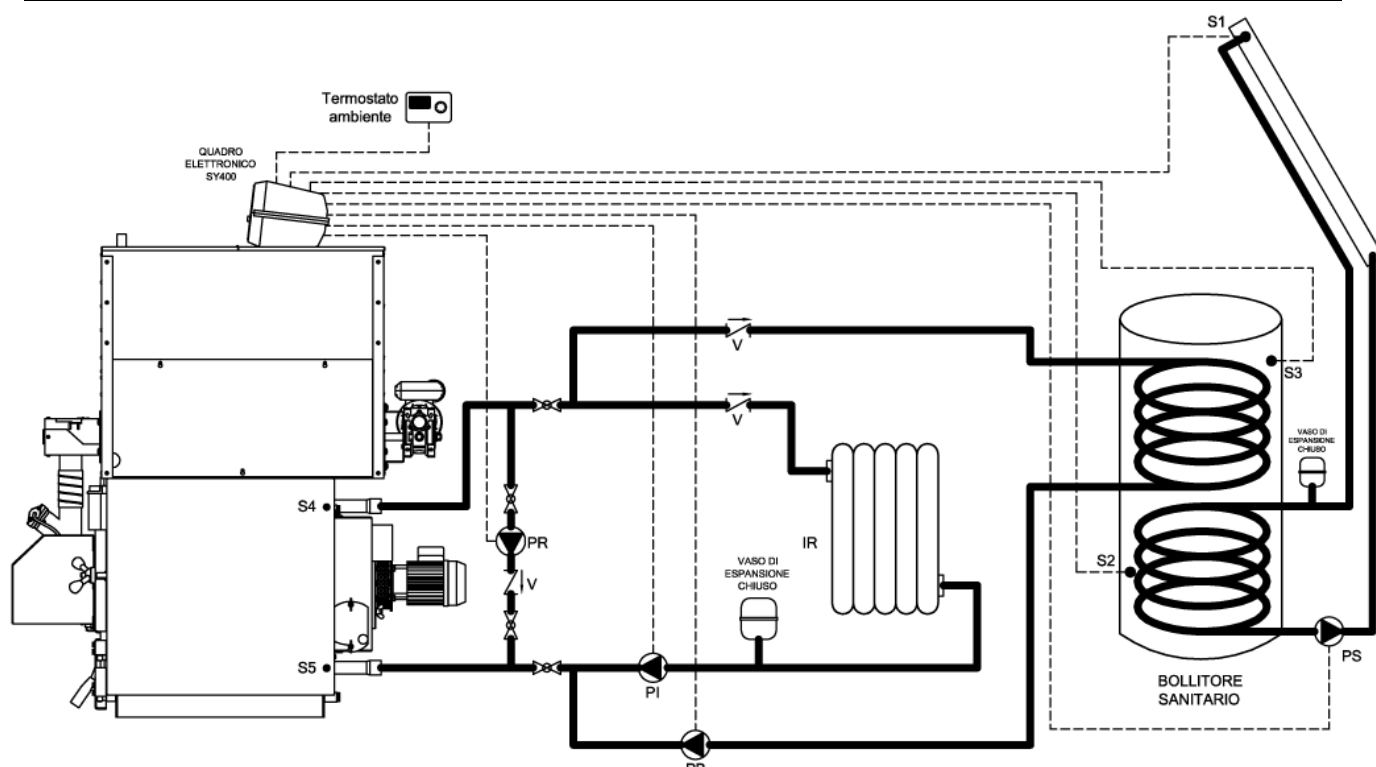 S1
Termostato
ambiente
QUADRO
ELETTRONICO
SY400
V
S3
V
VASO DI
ESPANSIONE
CHIUSO
S4
PR
IR
VASO DI
ESPANSIONE
CHIUSO
S2
V
S5
PI
PS
BOLLITORE
SANITARIO